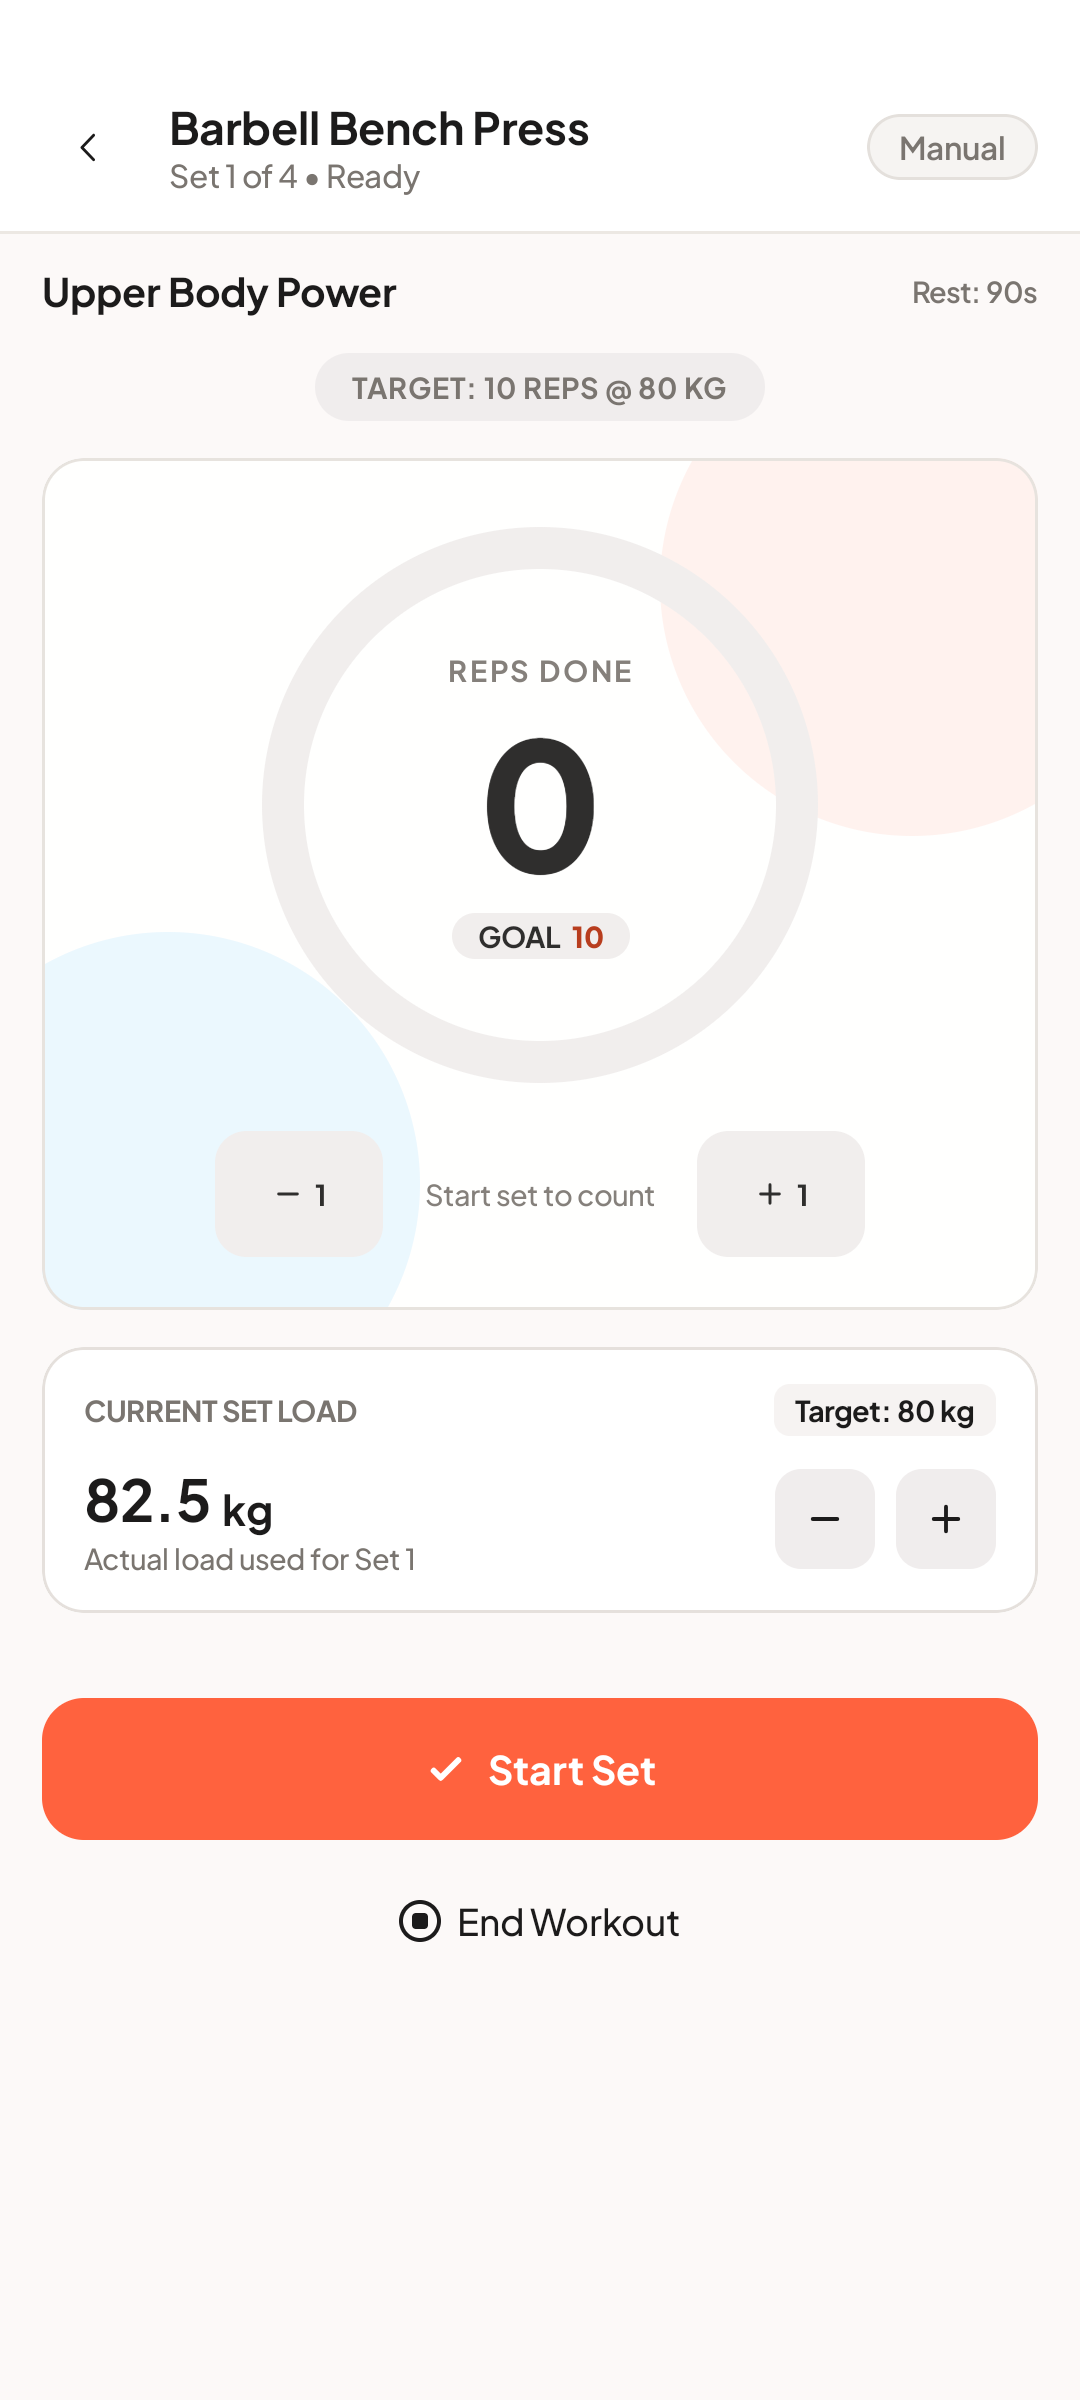 Barbell Bench Press
Set 1 of 4 • Ready
Manual
Upper Body Power
Rest: 90s
TARGET: 10 REPS @ 80 KG
REPS DONE
0
GOAL 10
− 1
Start set to count
+ 1
CURRENT SET LOAD
Target: 80 kg
82.5 kg
− +
Actual load used for Set 1
Start Set
End Workout